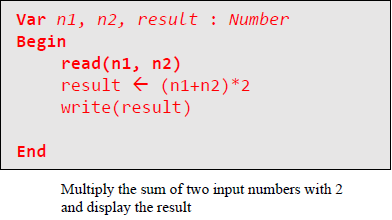 Var n1, n2, result : Number
Begin
read(n1, n2)
result ← (n1+n2)*2
write(result)
End
Multiply the sum of two input numbers with 2
and display the result